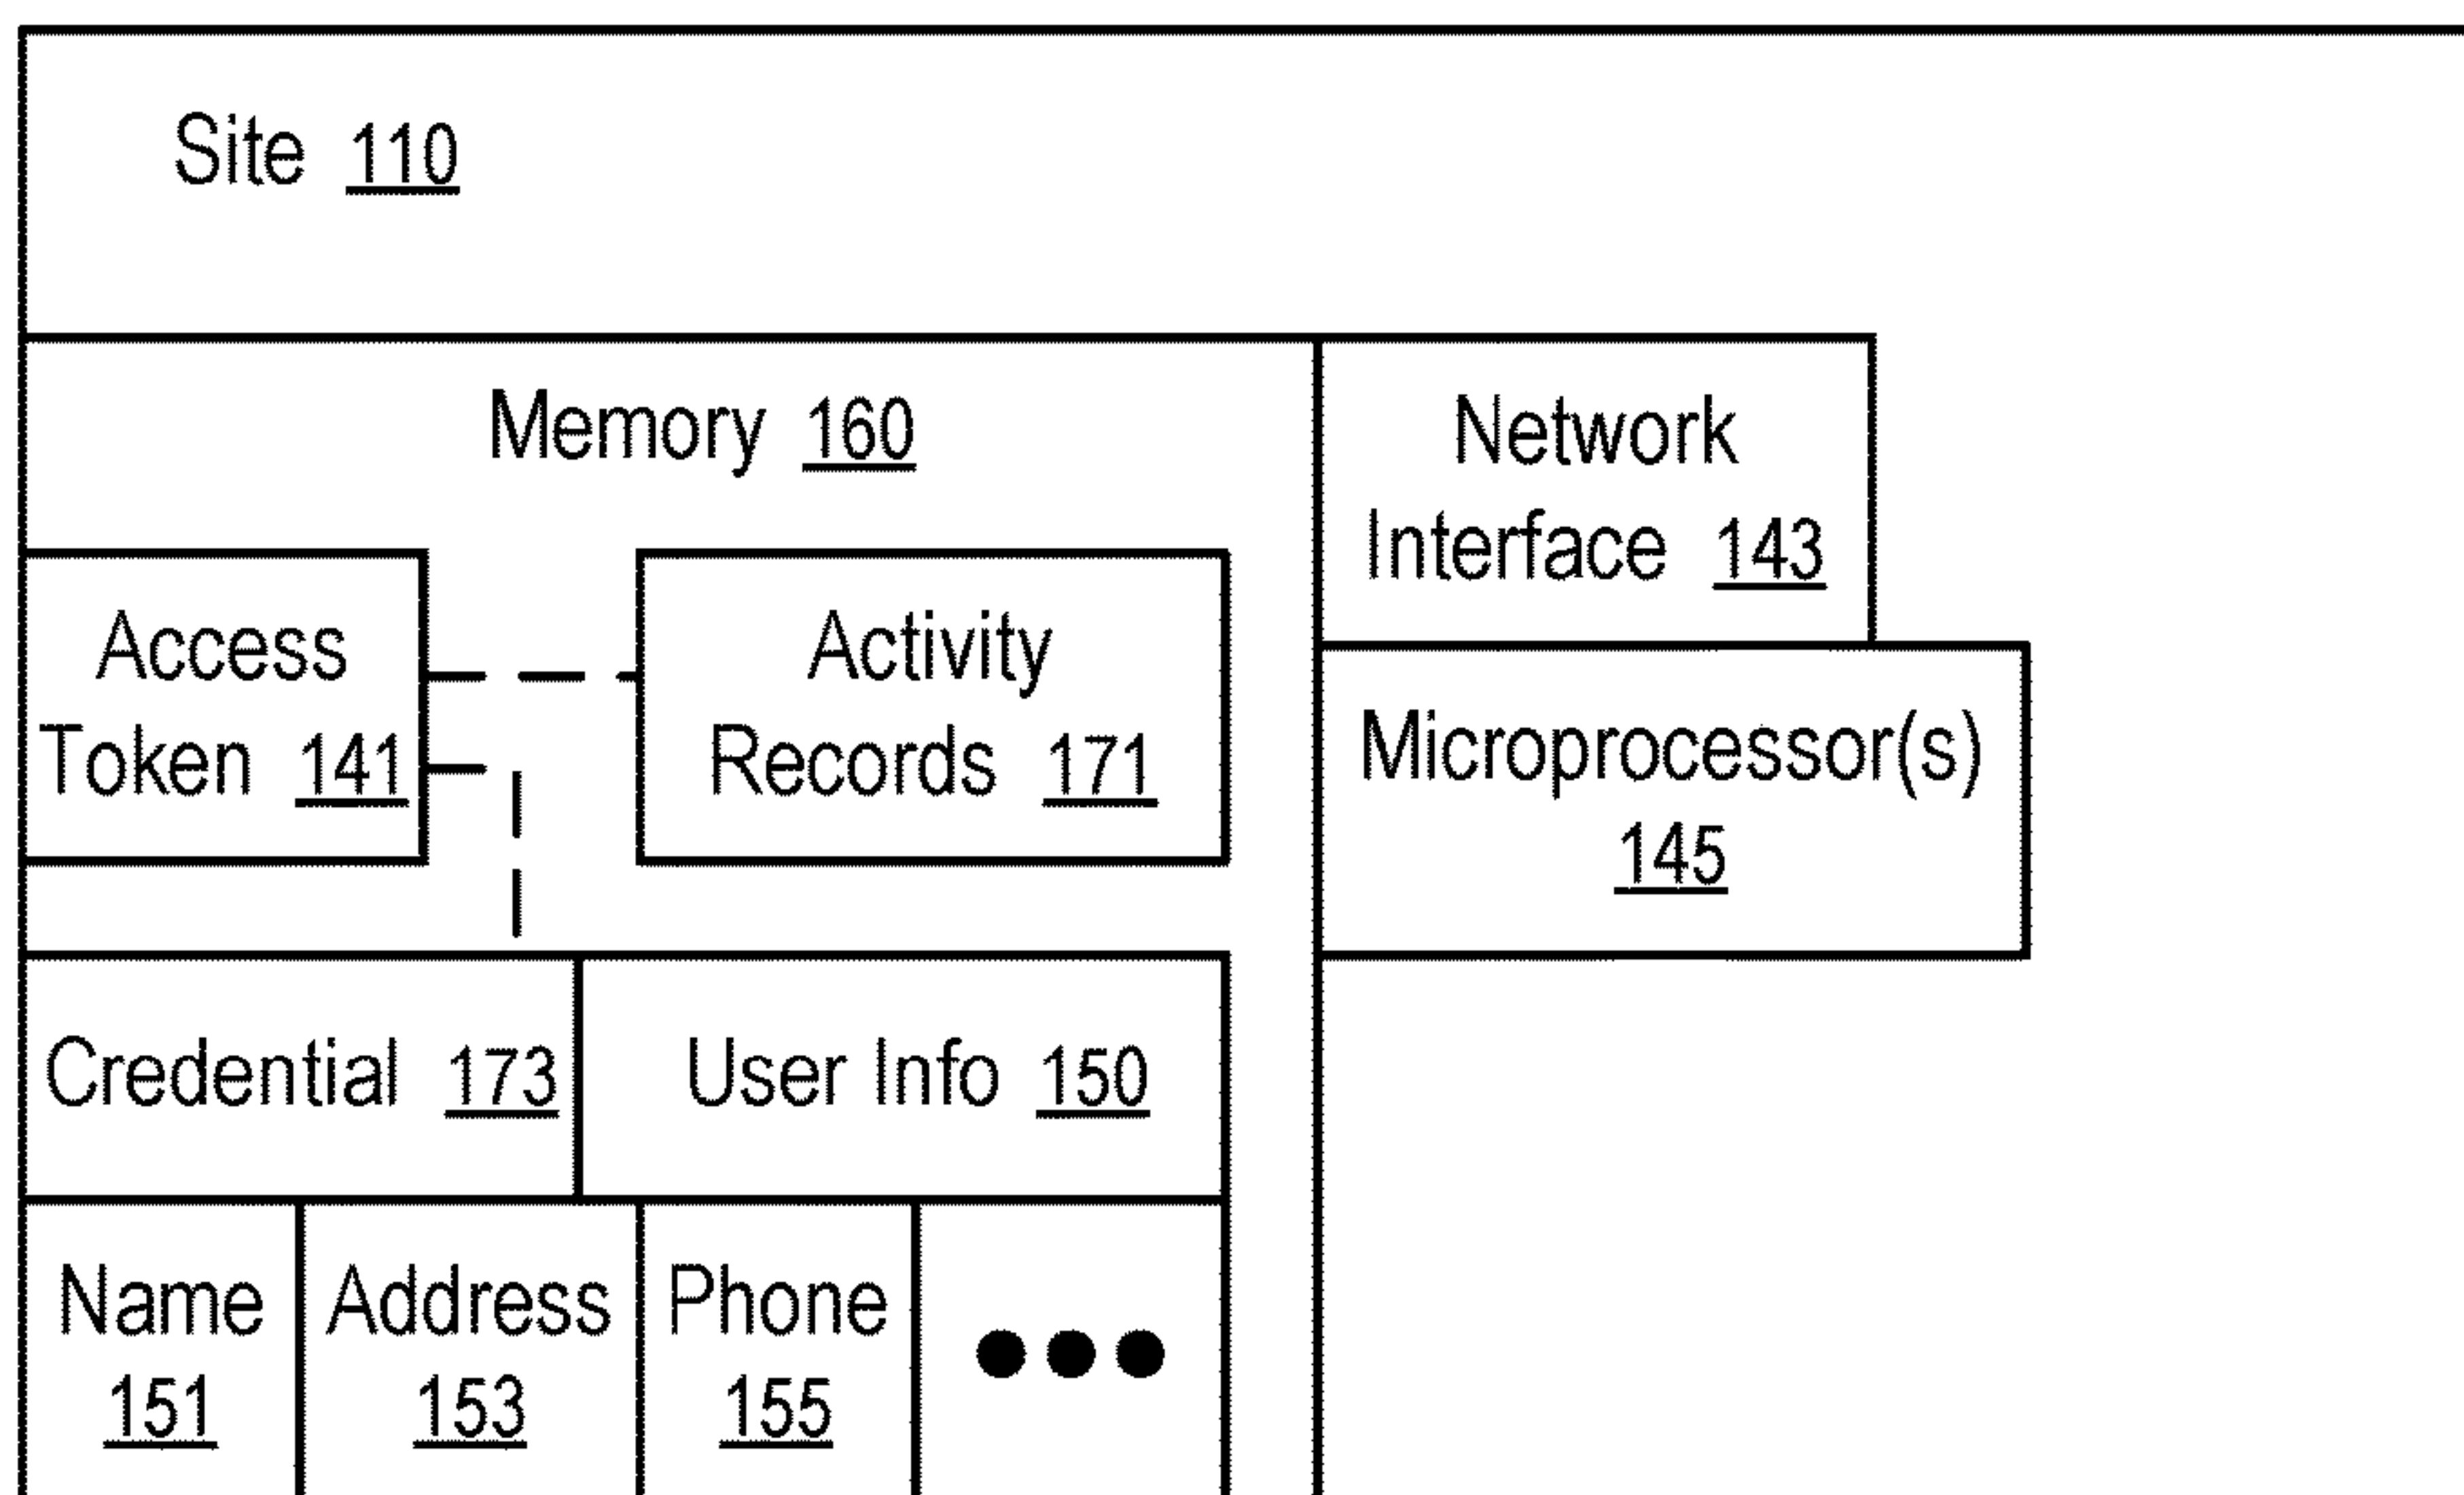 Site 110
Memory 160
Network
Interface 143
Access
Token 141
Activity
Records 171
Microprocessor(s)
145
Credential 173
User Info 150
Name
151
Address
153
Phone
155